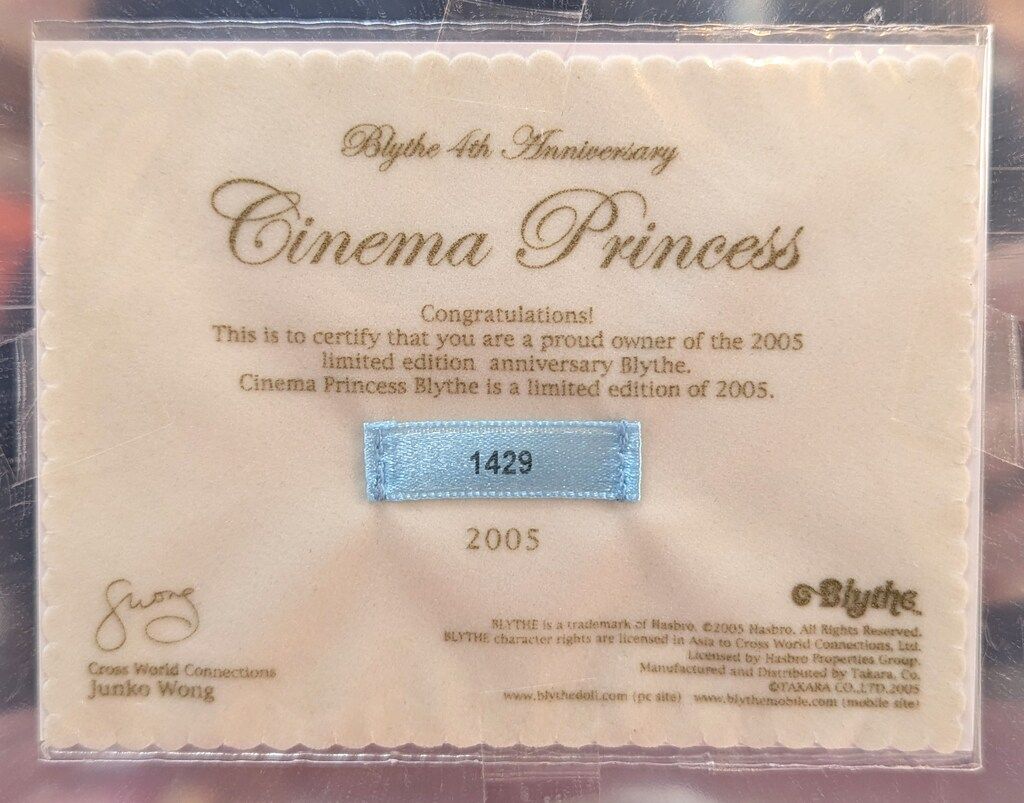 Blythe 4th Anniversary
Cinema Princess
Congratulations!
This is to certify that you are a proud owner of the 2005
limited edition anniversary Blythe.
Cinema Princess Blythe is a limited edition of 2005.
1429
2005
JWong
Cross World Connections
Junko Wong
Blythe™
BLYTHE is a trademark of Hasbro. ©2005 Hasbro. All Rights Reserved.
BLYTHE character rights are licensed in Asia to Cross World Connections, Ltd.
Licensed by Hasbro Properties Group.
Manufactured and Distributed by Takara, Co.
©TAKARA CO.,LTD.2005
www.blythedoll.com (pc site) www.blythemobile.com (mobile site)